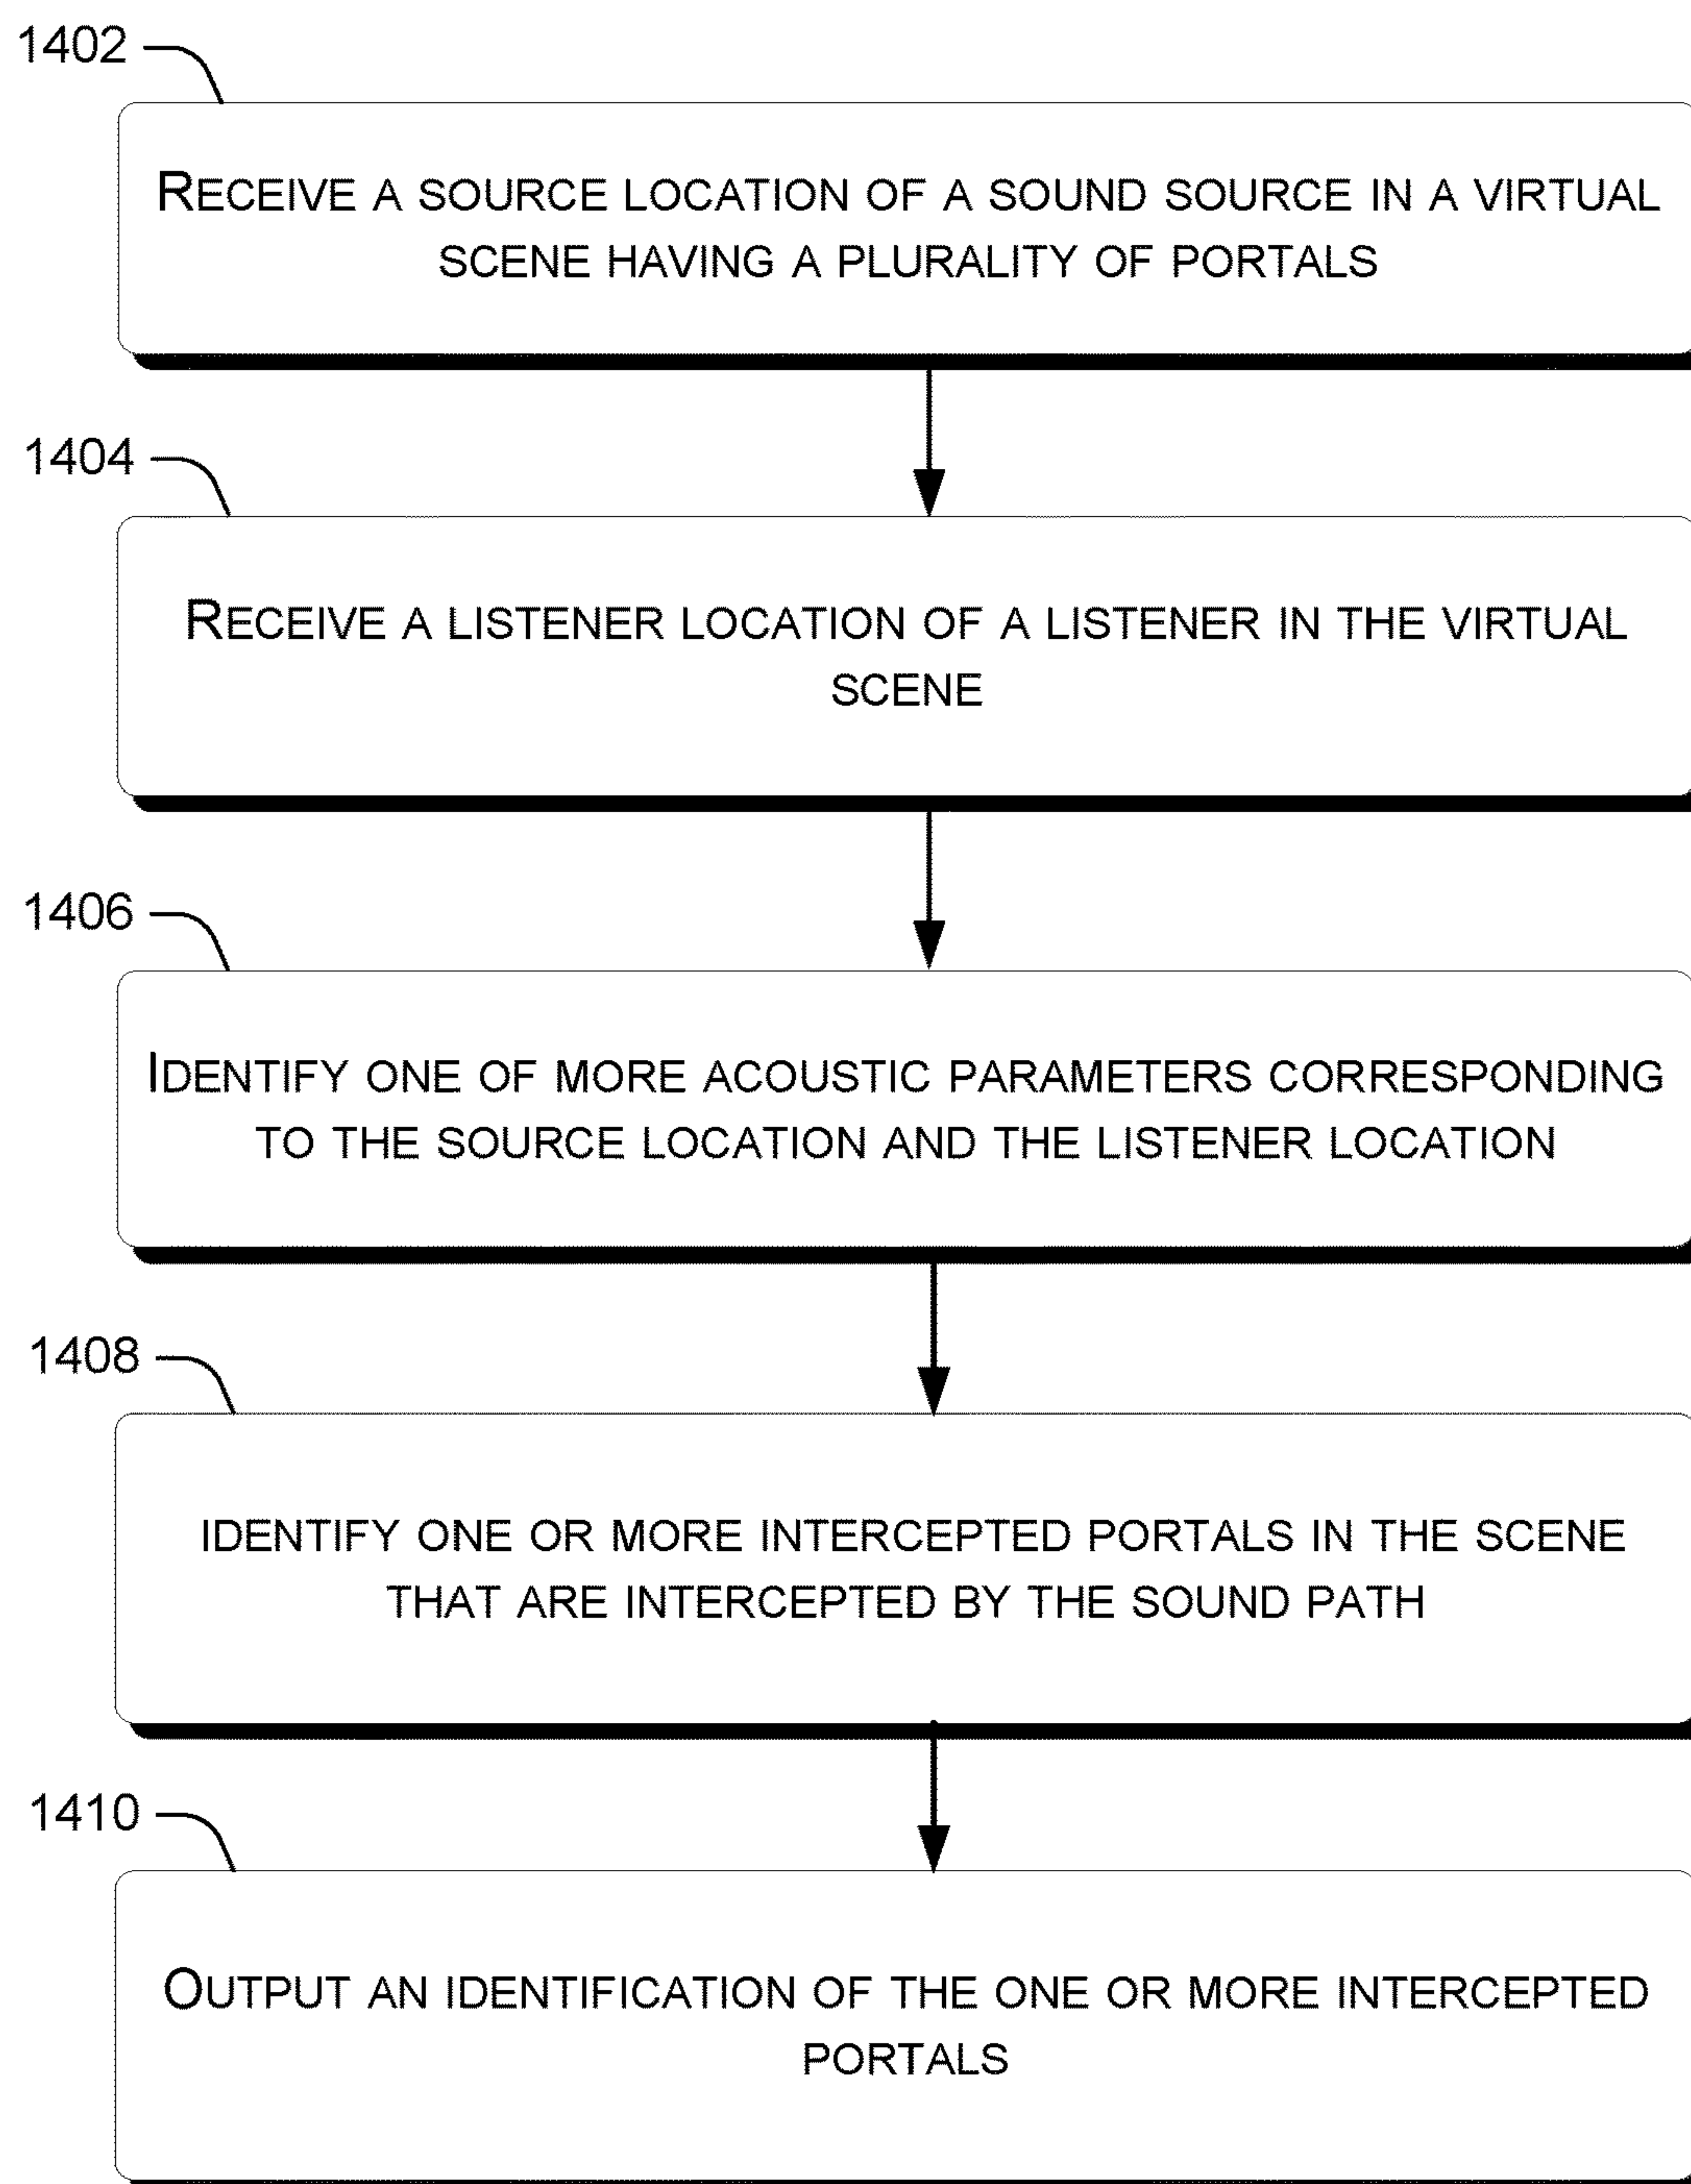 1402
RECEIVE A SOURCE LOCATION OF A SOUND SOURCE IN A VIRTUAL
SCENE HAVING A PLURALITY OF PORTALS
1404
RECEIVE A LISTENER LOCATION OF A LISTENER IN THE VIRTUAL
SCENE
1406
IDENTIFY ONE OF MORE ACOUSTIC PARAMETERS CORRESPONDING
TO THE SOURCE LOCATION AND THE LISTENER LOCATION
1408
IDENTIFY ONE OR MORE INTERCEPTED PORTALS IN THE SCENE
THAT ARE INTERCEPTED BY THE SOUND PATH
1410
OUTPUT AN IDENTIFICATION OF THE ONE OR MORE INTERCEPTED
PORTALS